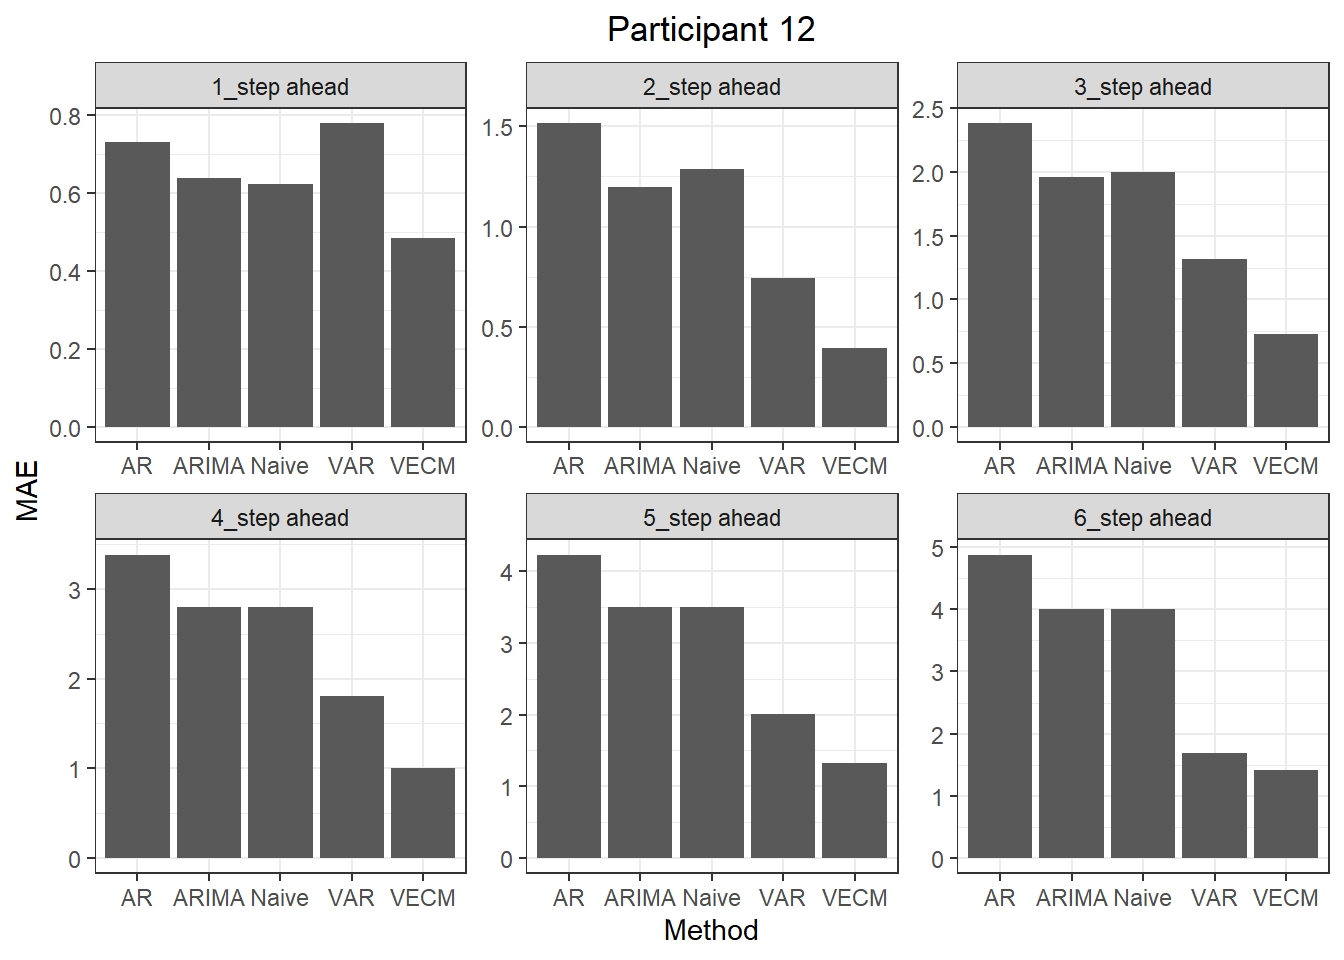 Participant 12
1_step ahead
2_step ahead
3_step ahead
0.8
0.6
0.4
0.2
0.0
1.5
1.0
0.5
0.0
2.5
2.0
1.5
1.0
0.5
0.0
AR ARIMA Naive VAR VECM
AR ARIMA Naive VAR VECM
AR ARIMA Naive VAR VECM
MAE
4_step ahead
5_step ahead
6_step ahead
3
2
1
0
4
3
2
1
0
5
4
3
2
1
0
AR ARIMA Naive VAR VECM
AR ARIMA Naive VAR VECM
AR ARIMA Naive VAR VECM
Method